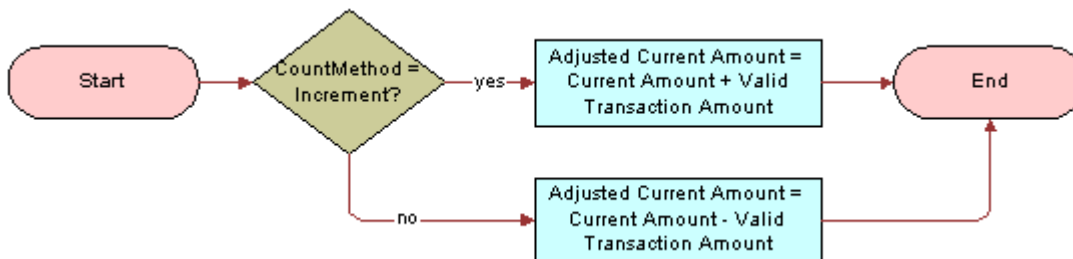 Start
CountMethod =
Increment?
yes
Adjusted Current Amount =
Current Amount + Valid
Transaction Amount
End
no
Adjusted Current Amount =
Current Amount - Valid
Transaction Amount